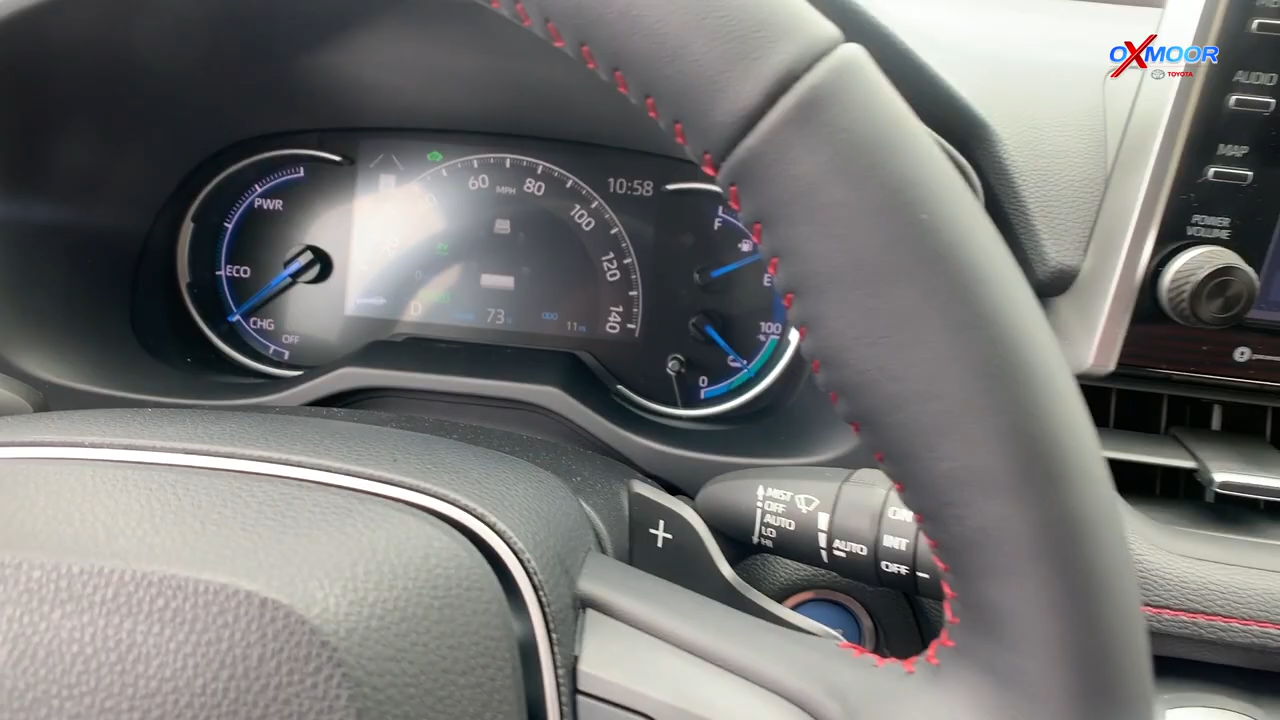 OXMOOR
TOYOTA
AUDIO
MAP
POWER
VOLUME
PWR
ECO
CHG
OFF
60
MPH
80
100
120
140
10:58
D
73
11
F
E
100
0
MIST
OFF
AUTO
LO
HI
AUTO
ON
INT
OFF
+